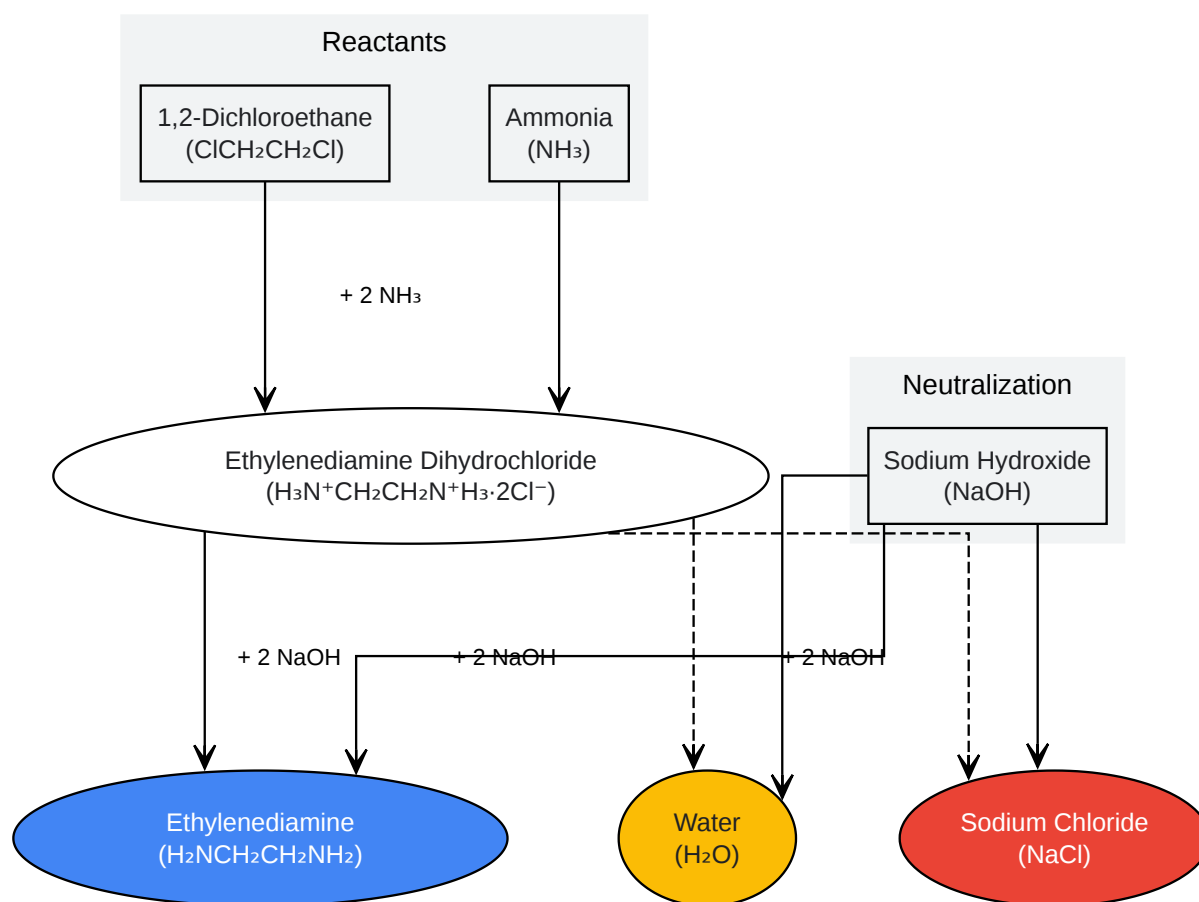 Reactants
1,2-Dichloroethane
(ClCH₂CH₂Cl)
Ammonia
(NH₃)
+ 2 NH₃
Neutralization
Sodium Hydroxide
(NaOH)
Ethylenediamine Dihydrochloride
(H₃N⁺CH₂CH₂N⁺H₃·2Cl⁻)
+ 2 NaOH
+ 2 NaOH
+ 2 NaOH
Ethylenediamine
(H₂NCH₂CH₂NH₂)
Water
(H₂O)
Sodium Chloride
(NaCl)